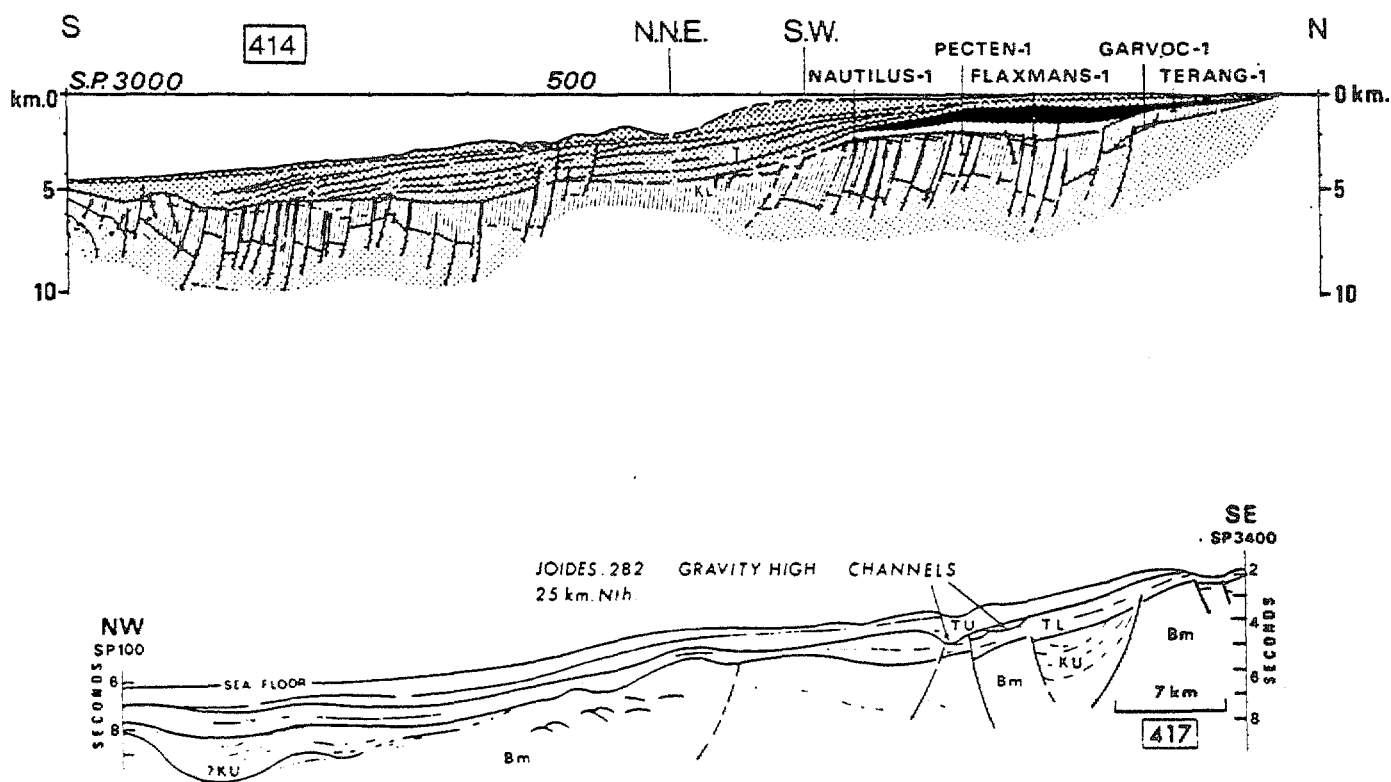 S
414
N.N.E.
S.W.
N
PECTEN-1
GARVOC-1
S.P. 3000
500
NAUTILUS-1
FLAXMANS-1
TERANG-1
km.0
0 km.
T
KL
5
5
10
10
SE
SP3400
JOIDES.282
GRAVITY HIGH
CHANNELS
25 km. Nth.
NW
SP100
2
TU
TL
4
SECONDS
Bm
SEA FLOOR
6
KU
Bm
6
SECONDS
7 km
8
8
?KU
Bm
417